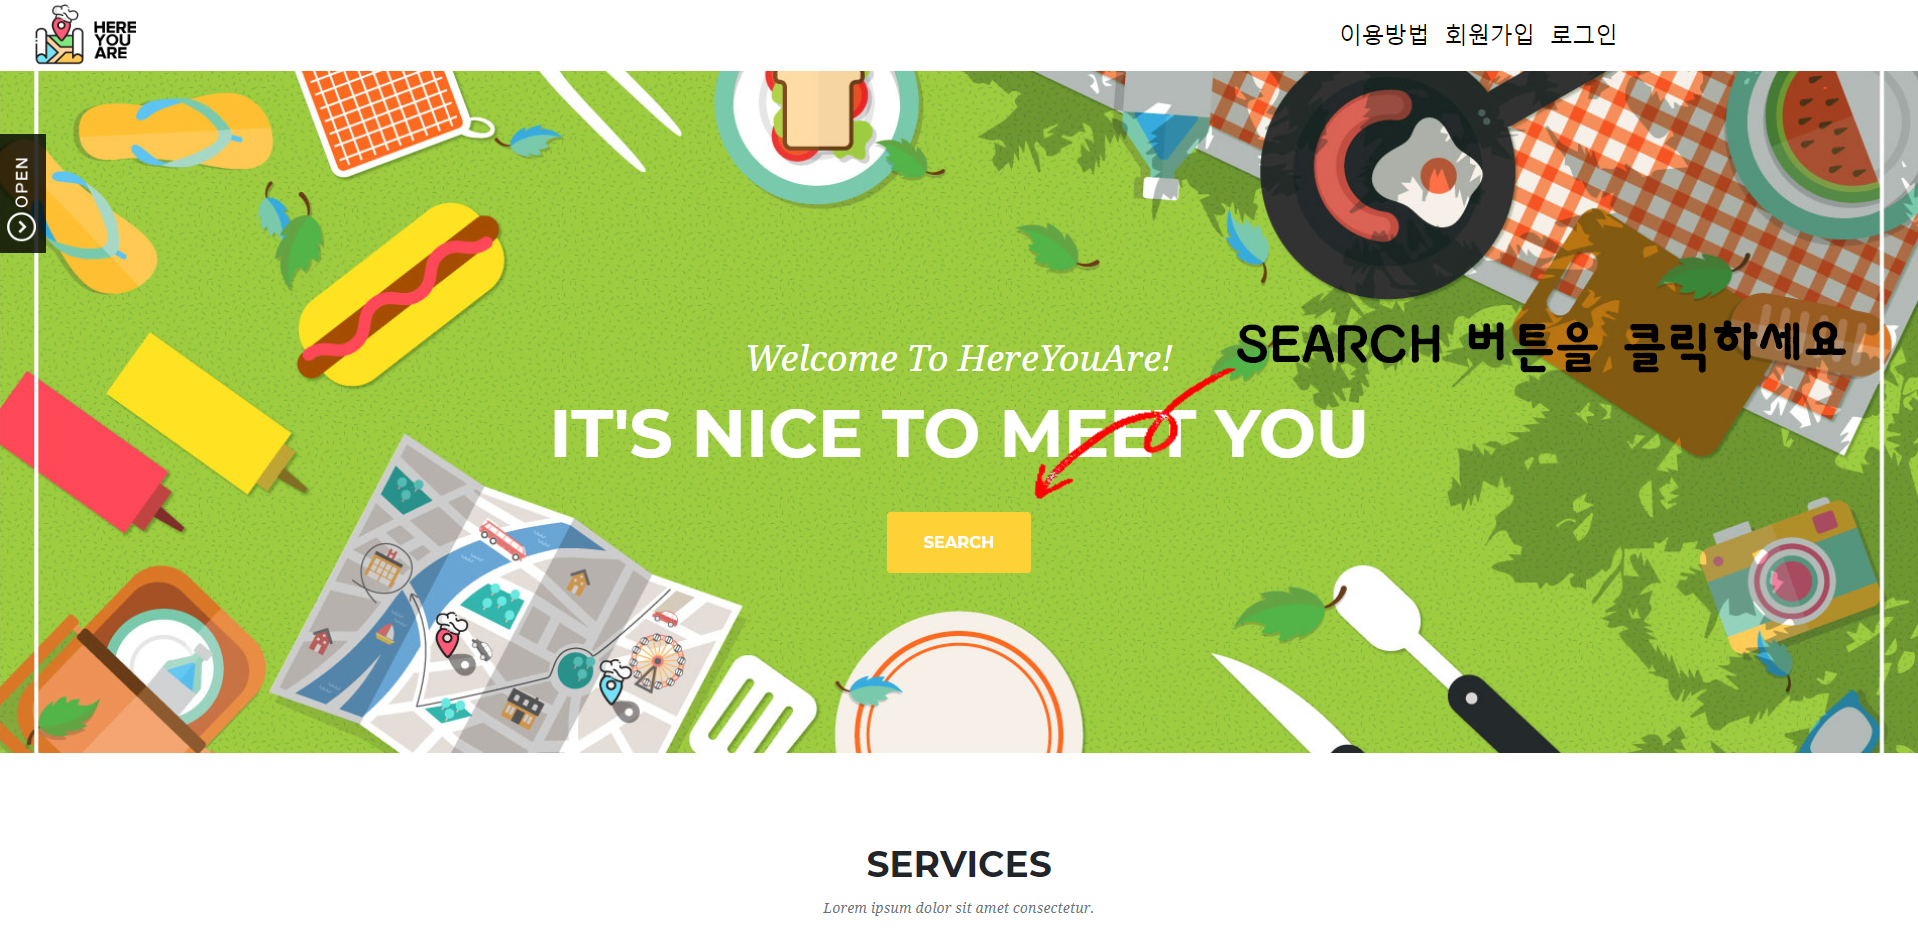 HERE
YOU
ARE
이용방법 회원가입 로그인
OPEN
SEARCH 버튼을 클릭하세요
Welcome To HereYouAre!
IT'S NICE TO MEET YOU
SEARCH
SERVICES
Lorem ipsum dolor sit amet consectetur.